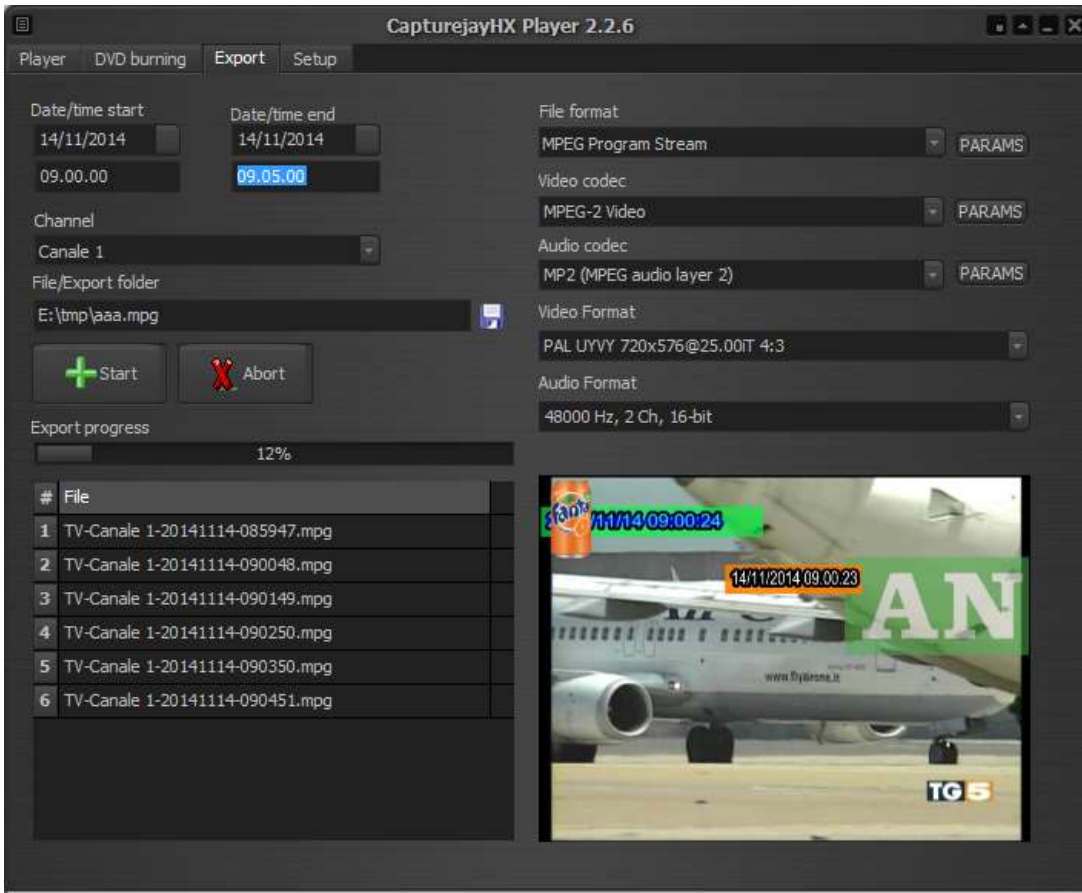 CapturejayHX Player 2.2.6
Player DVD burning Export Setup
Date/time start
14/11/2014
09.00.00
Date/time end
14/11/2014
09.05.00
Channel
Canale 1
File/Export folder
E:\tmp\aaa.mpg
Start
Abort
Export progress
12%
# File
1 TV-Canale 1-20141114-085947.mpg
2 TV-Canale 1-20141114-090048.mpg
3 TV-Canale 1-20141114-090149.mpg
4 TV-Canale 1-20141114-090250.mpg
5 TV-Canale 1-20141114-090350.mpg
6 TV-Canale 1-20141114-090451.mpg
File format
MPEG Program Stream PARAMS
Video codec
MPEG-2 Video PARAMS
Audio codec
MP2 (MPEG audio layer 2) PARAMS
Video Format
PAL UYVY 720x576@25.00iT 4:3
Audio Format
48000 Hz, 2 Ch, 16-bit
Fanta
/11/14 09:00:24
14/11/2014 09.00.23
AN
www.flyairone.it
TG5